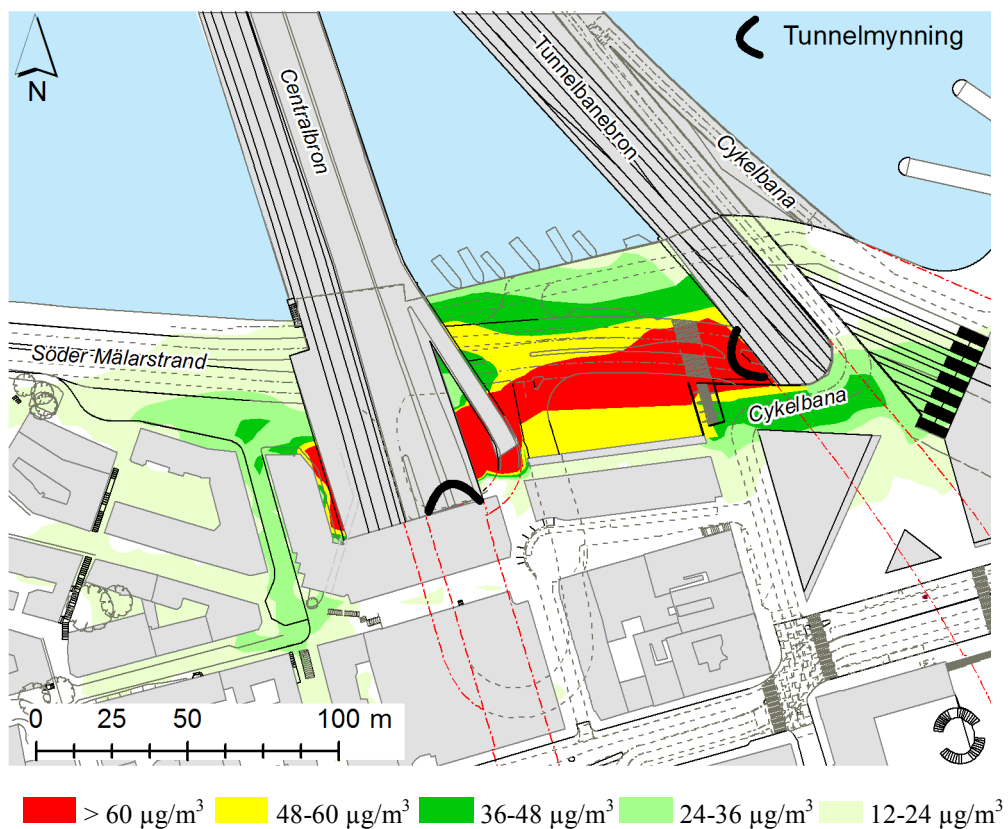 Tunnelmynning
N
Centralbron
Tunnelbanebron
Cykelbana
Söder Mälarstrand
Cykelbana
0 25 50 100 m
> 60 µg/m³ 48-60 µg/m³ 36-48 µg/m³ 24-36 µg/m³ 12-24 µg/m³